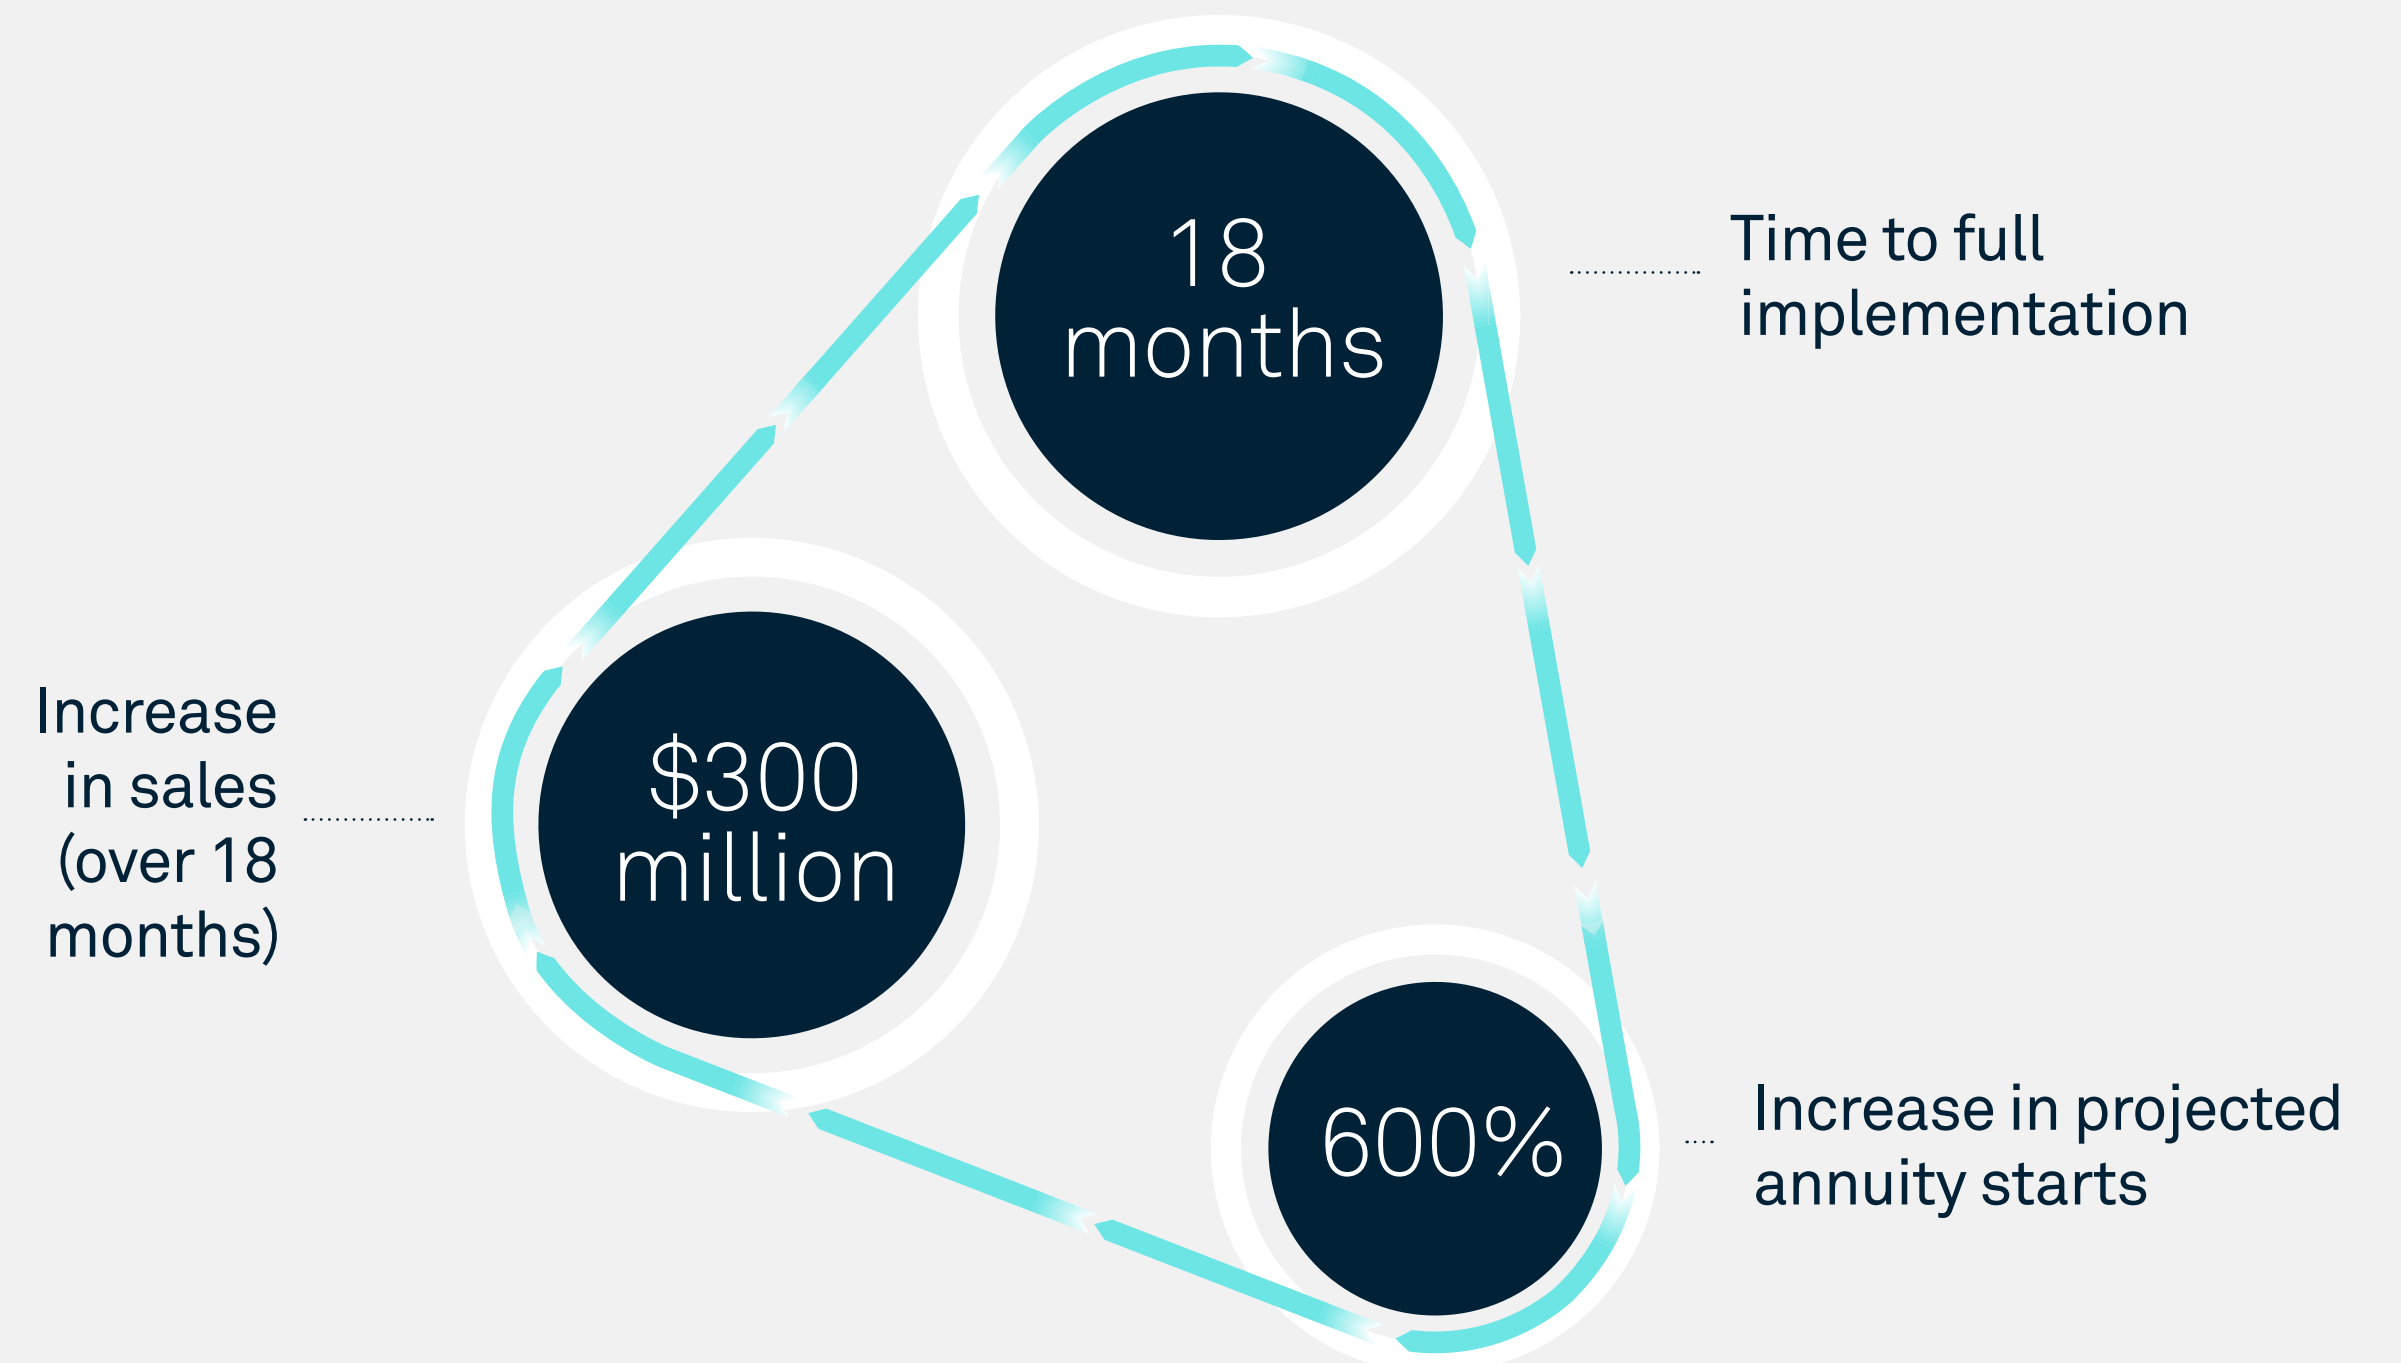 18
months
Time to full
implementation
Increase
in sales
(over 18
months)
$300
million
600%
Increase in projected
annuity starts